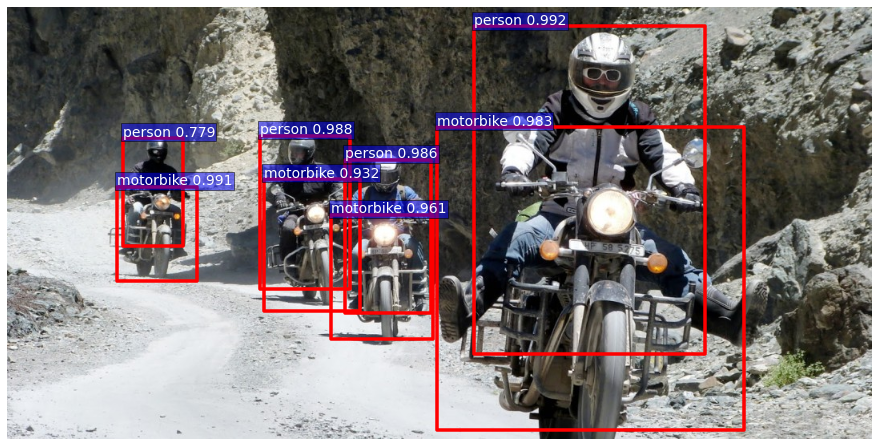 person 0.992
motorbike 0.983
person 0.779
person 0.988
person 0.986
motorbike 0.991
motorbike 0.932
motorbike 0.961